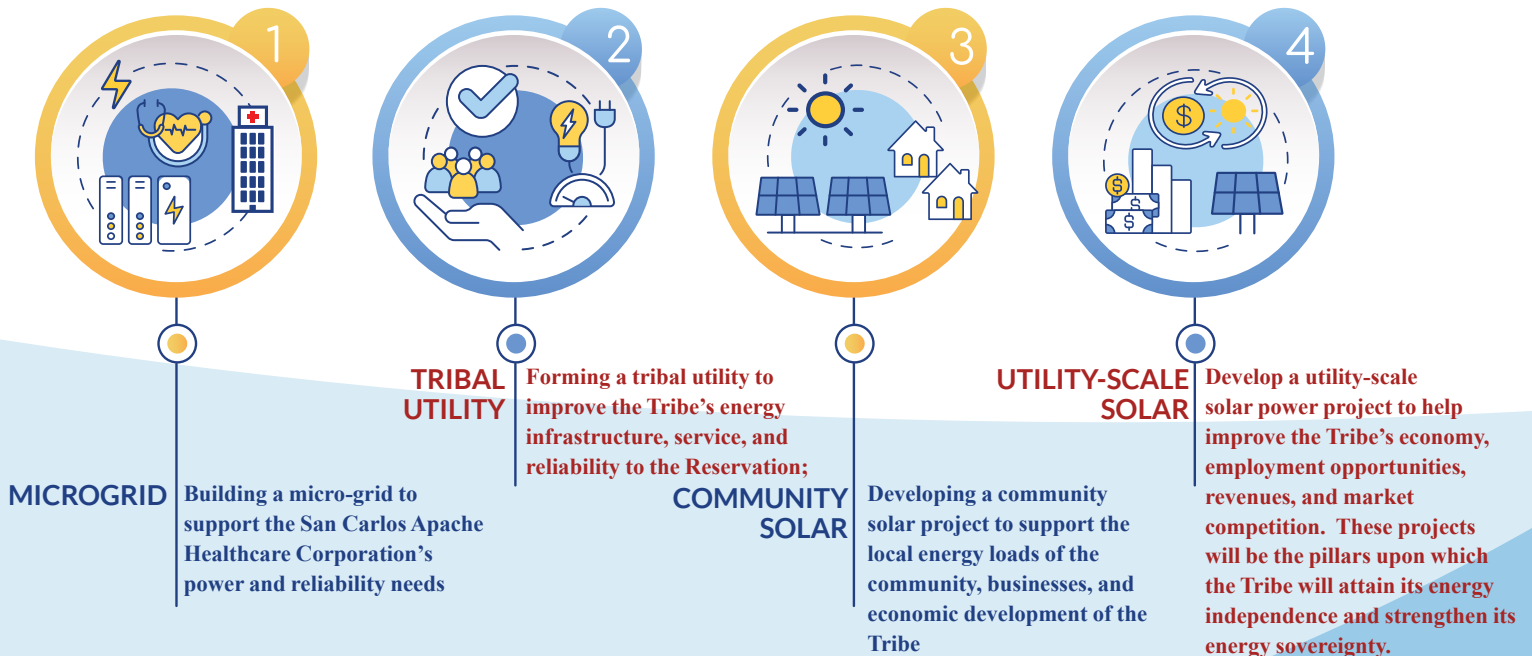 1
MICROGRID
Building a micro-grid to
support the San Carlos Apache
Healthcare Corporation's
power and reliability needs
2
TRIBAL
UTILITY
Forming a tribal utility to
improve the Tribe's energy
infrastructure, service, and
reliability to the Reservation;
3
COMMUNITY
SOLAR
Developing a community
solar project to support the
local energy loads of the
community, businesses, and
economic development of the
Tribe
4
$
$
$
$
UTILITY-SCALE
SOLAR
Develop a utility-scale
solar power project to help
improve the Tribe's economy,
employment opportunities,
revenues, and market
competition.  These projects
will be the pillars upon which
the Tribe will attain its energy
independence and strengthen its
energy sovereignty.